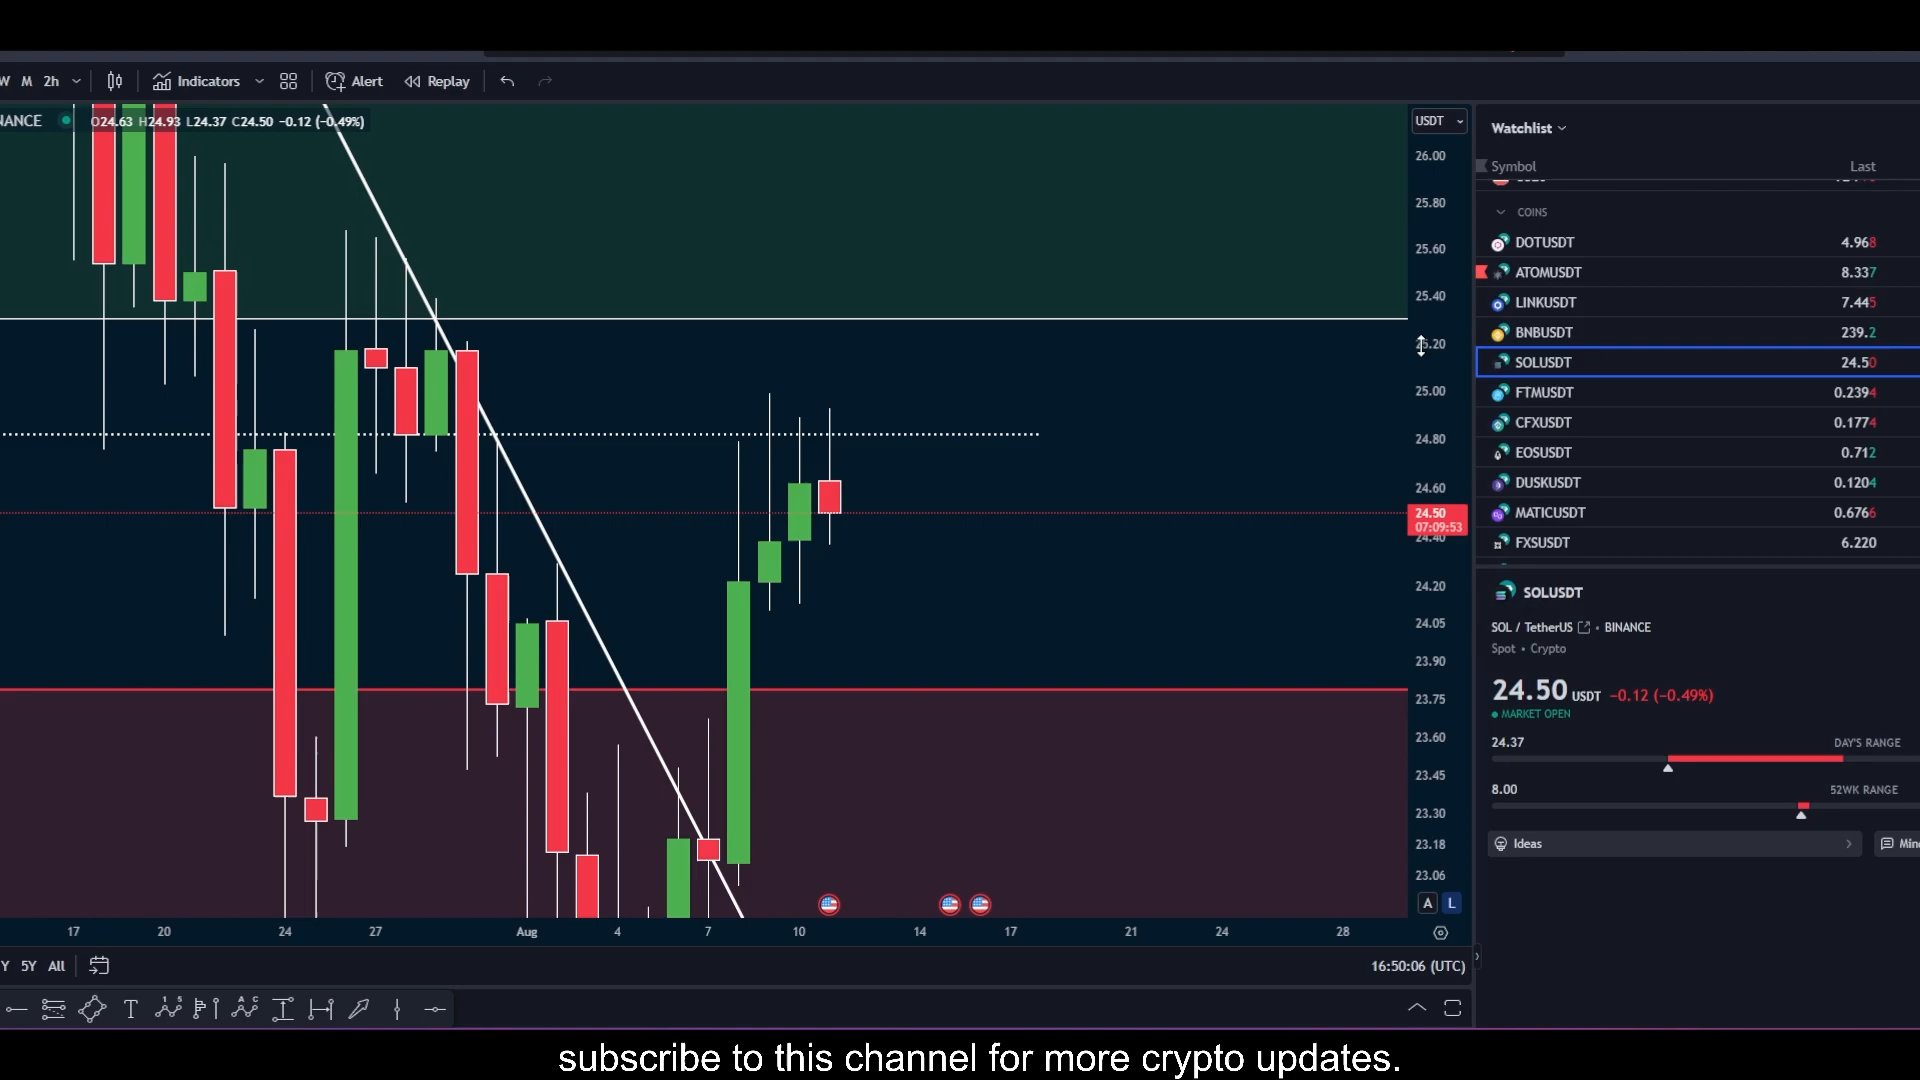 W M 2h Indicators Alert Replay
NANCE O24.63 H24.93 L24.37 C24.50 −0.12 (−0.49%)
USDT
26.00
25.80
25.60
25.40
25.20
25.00
24.80
24.60
24.50
07:09:53
24.40
24.20
24.05
23.90
23.75
23.60
23.45
23.30
23.18
23.06
A L
17 20 24 27 Aug 4 7 10 14 17 21 24 28
Y 5Y All
16:50:06 (UTC)
Watchlist
Symbol Last
COINS
DOTUSDT 4.968
ATOMUSDT 8.337
LINKUSDT 7.445
BNBUSDT 239.2
SOLUSDT 24.50
FTMUSDT 0.2394
CFXUSDT 0.1774
EOSUSDT 0.712
DUSKUSDT 0.1204
MATICUSDT 0.6766
FXSUSDT 6.220
SOLUSDT
SOL / TetherUS • BINANCE
Spot • Crypto
24.50 USDT −0.12 (−0.49%)
MARKET OPEN
24.37 DAY'S RANGE
8.00 52WK RANGE
Ideas Min
T
subscribe to this channel for more crypto updates.